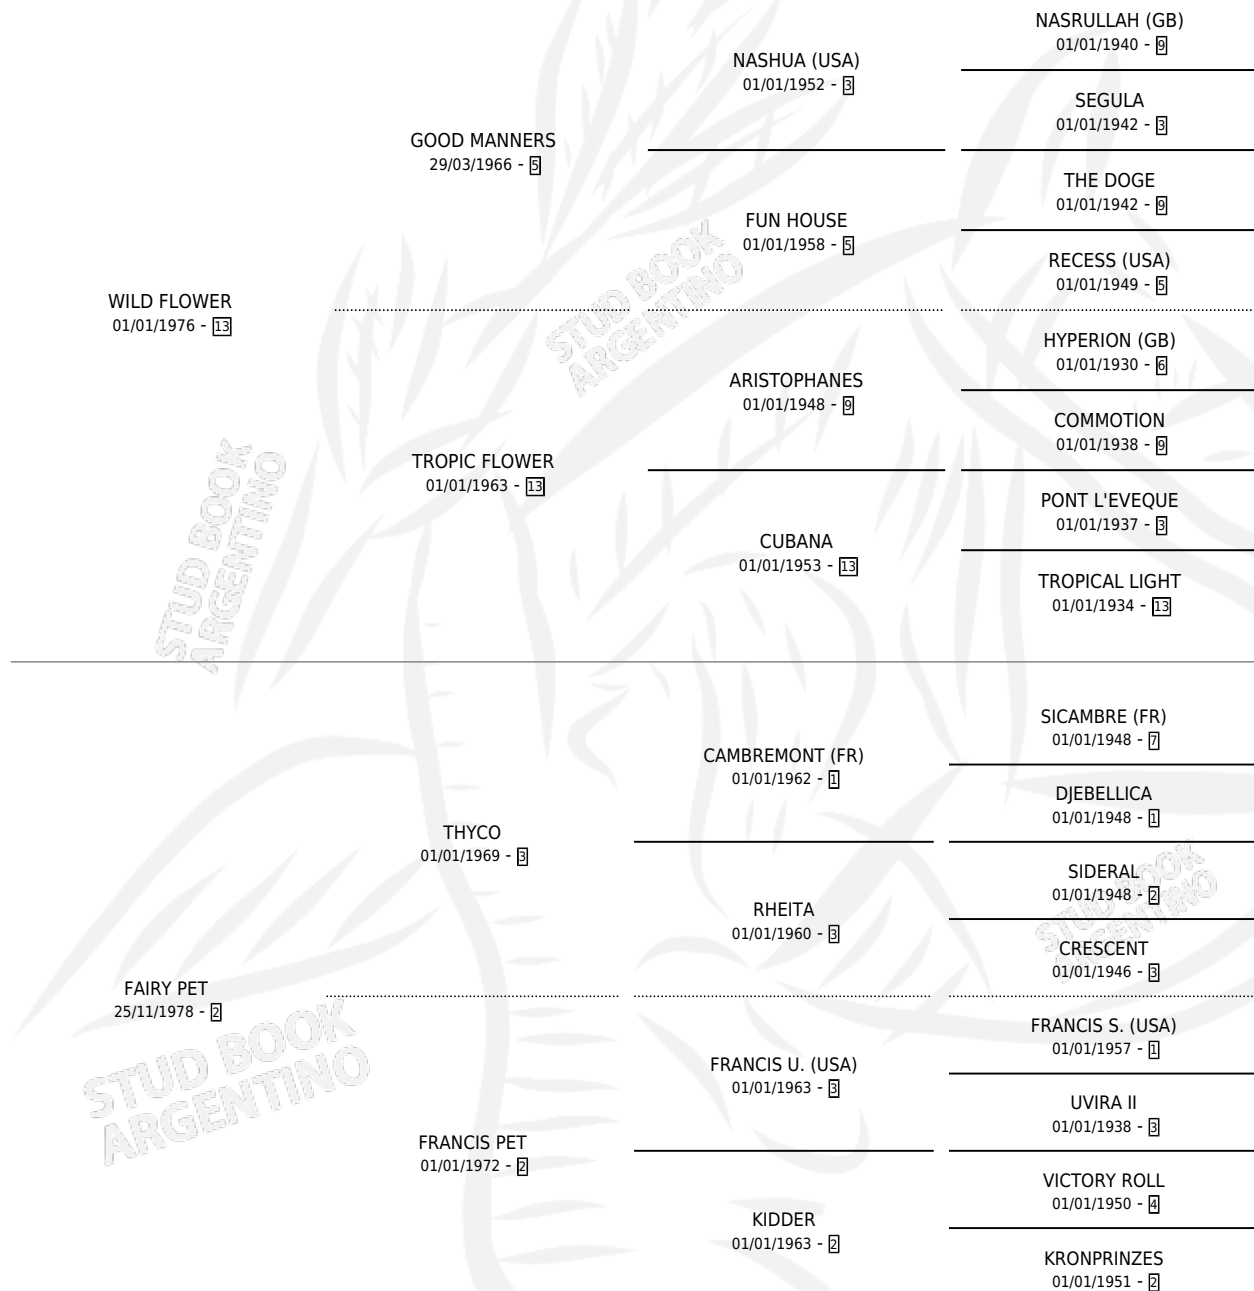 NASRULLAH (GB)
01/01/1940 - 9
NASHUA (USA)
01/01/1952 - 3
SEGULA
01/01/1942 - 3
GOOD MANNERS
29/03/1966 - 5
THE DOGE
01/01/1942 - 9
FUN HOUSE
01/01/1958 - 5
RECESS (USA)
01/01/1949 - 5
WILD FLOWER
01/01/1976 - 13
HYPERION (GB)
01/01/1930 - 6
ARISTOPHANES
01/01/1948 - 9
COMMOTION
01/01/1938 - 9
TROPIC FLOWER
01/01/1963 - 13
PONT L'EVEQUE
01/01/1937 - 3
CUBANA
01/01/1953 - 13
TROPICAL LIGHT
01/01/1934 - 13
STUD BOOK
ARGENTINO
STUD BOOK
ARGENTINO
SICAMBRE (FR)
01/01/1948 - 7
CAMBREMONT (FR)
01/01/1962 - 1
DJEBELLICA
01/01/1948 - 1
THYCO
01/01/1969 - 3
SIDERAL
01/01/1948 - 2
RHEITA
01/01/1960 - 3
CRESCENT
01/01/1946 - 3
FAIRY PET
25/11/1978 - 2
FRANCIS S. (USA)
01/01/1957 - 1
FRANCIS U. (USA)
01/01/1963 - 3
UVIRA II
01/01/1938 - 3
FRANCIS PET
01/01/1972 - 2
VICTORY ROLL
01/01/1950 - 4
KIDDER
01/01/1963 - 2
KRONPRINZES
01/01/1951 - 2
STUD BOOK
ARGENTINO
STUD BOOK
ARGENTINO